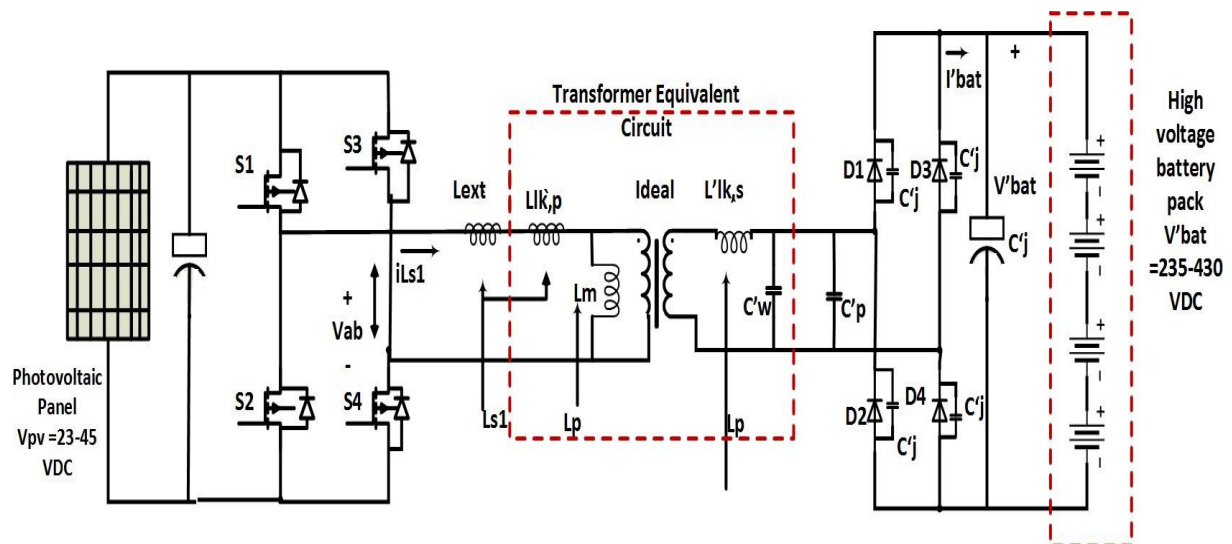 Transformer Equivalent
Circuit
S1
S3
Lext
Llk̀,p
Ideal
L'lk,s
iLs1
+
Vab
-
Lm
C'w
C'p
S2
S4
Ls1
Lp
Lp
D1
C'j
D3
C'j
D2
C'j
D4
C'j
I'bat
+
V'bat
C'j
+
-
+
-
+
-
+
-
Photovoltaic
Panel
Vpv =23-45
VDC
High
voltage
battery
pack
V'bat
=235-430
VDC